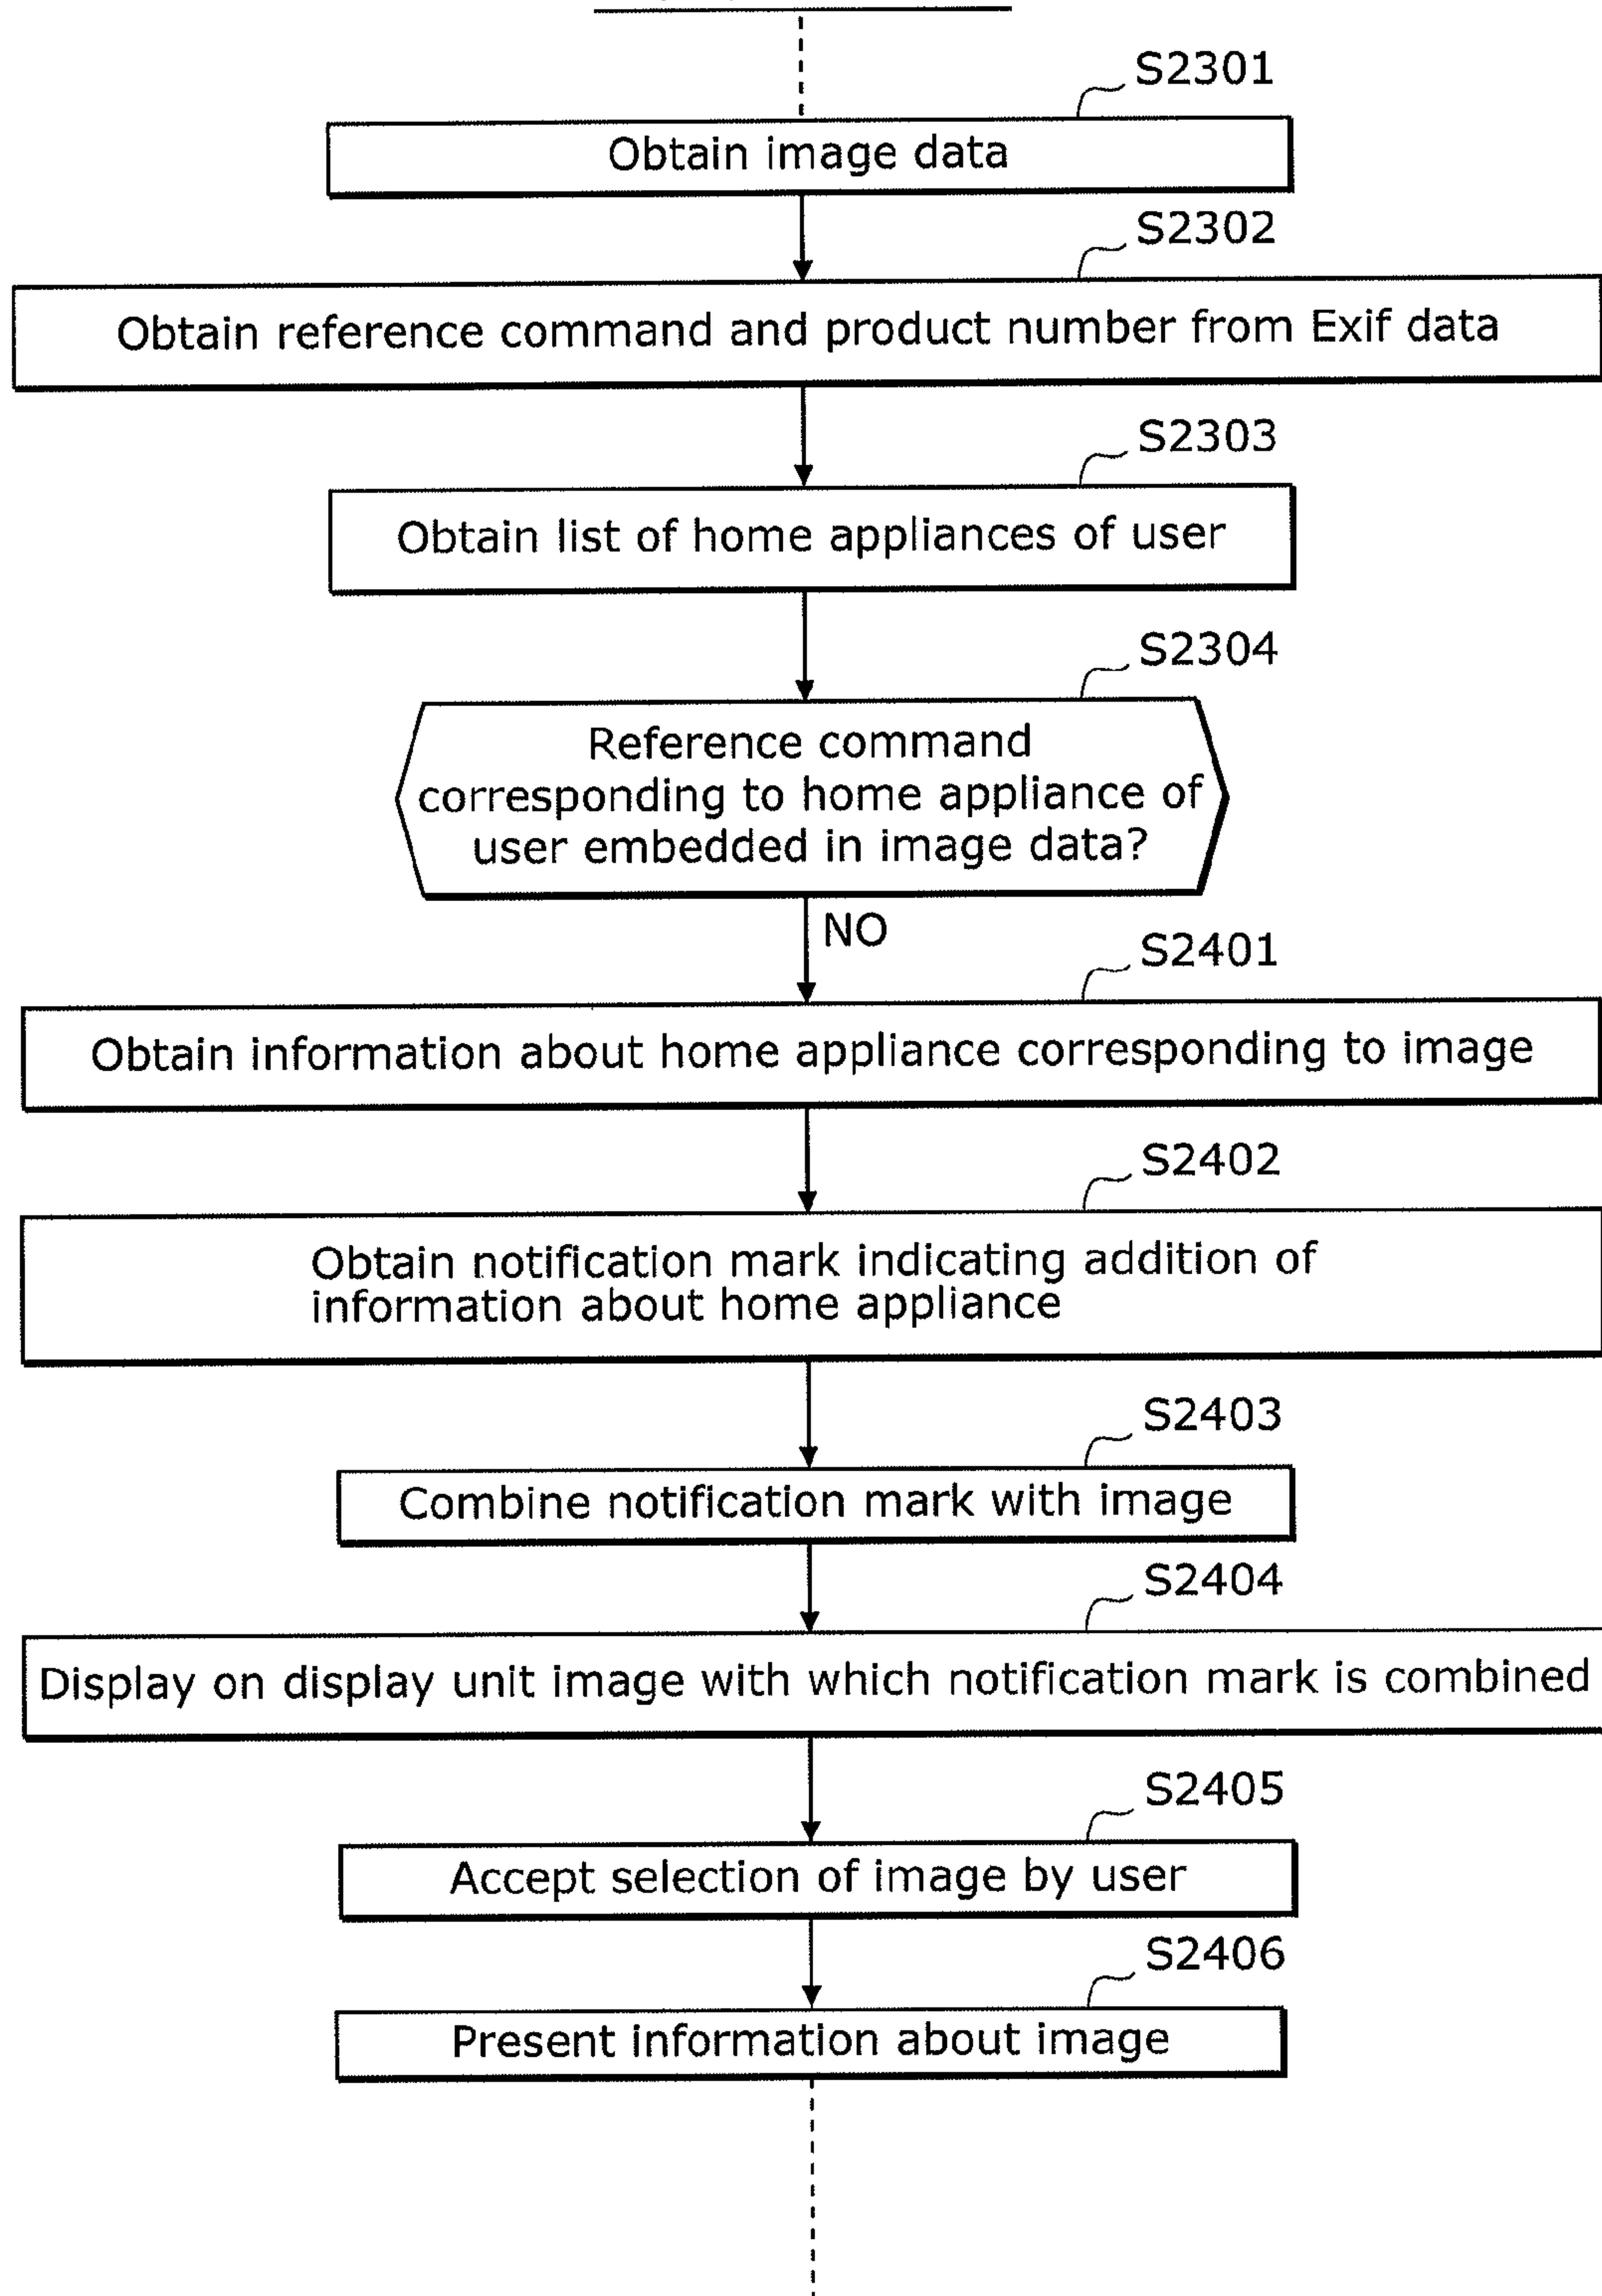 S2301
Obtain image data
S2302
Obtain reference command and product number from Exif data
S2303
Obtain list of home appliances of user
S2304
Reference command
corresponding to home appliance of
user embedded in image data?
NO
S2401
Obtain information about home appliance corresponding to image
S2402
Obtain notification mark indicating addition of
information about home appliance
S2403
Combine notification mark with image
S2404
Display on display unit image with which notification mark is combined
S2405
Accept selection of image by user
S2406
Present information about image